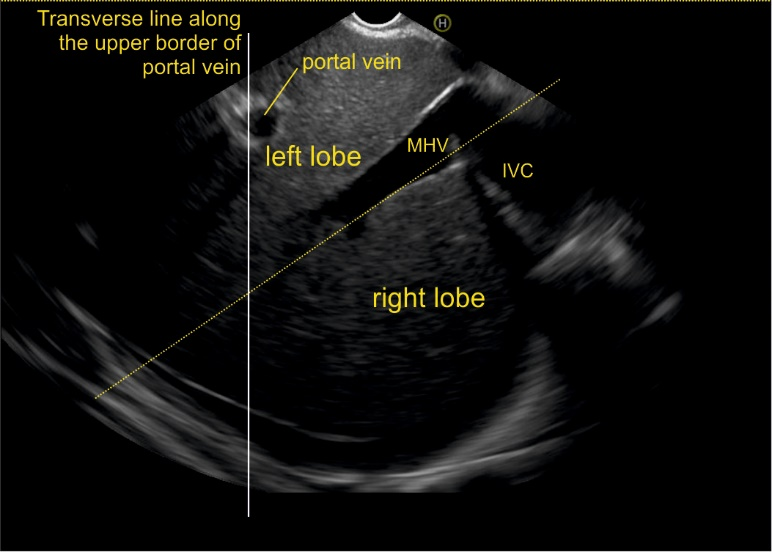 Transverse line along
the upper border of
portal vein
H
portal vein
left lobe
MHV
IVC
right lobe